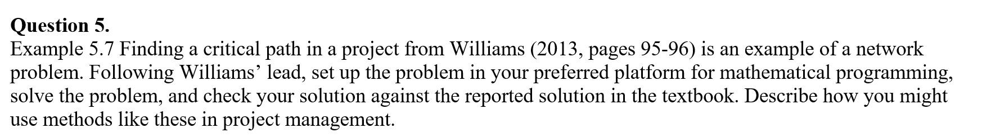 Question 5.
Example 5.7 Finding a critical path in a project from Williams (2013, pages 95-96) is an example of a network
problem. Following Williams’ lead, set up the problem in your preferred platform for mathematical programming,
solve the problem, and check your solution against the reported solution in the textbook. Describe how you might
use methods like these in project management.